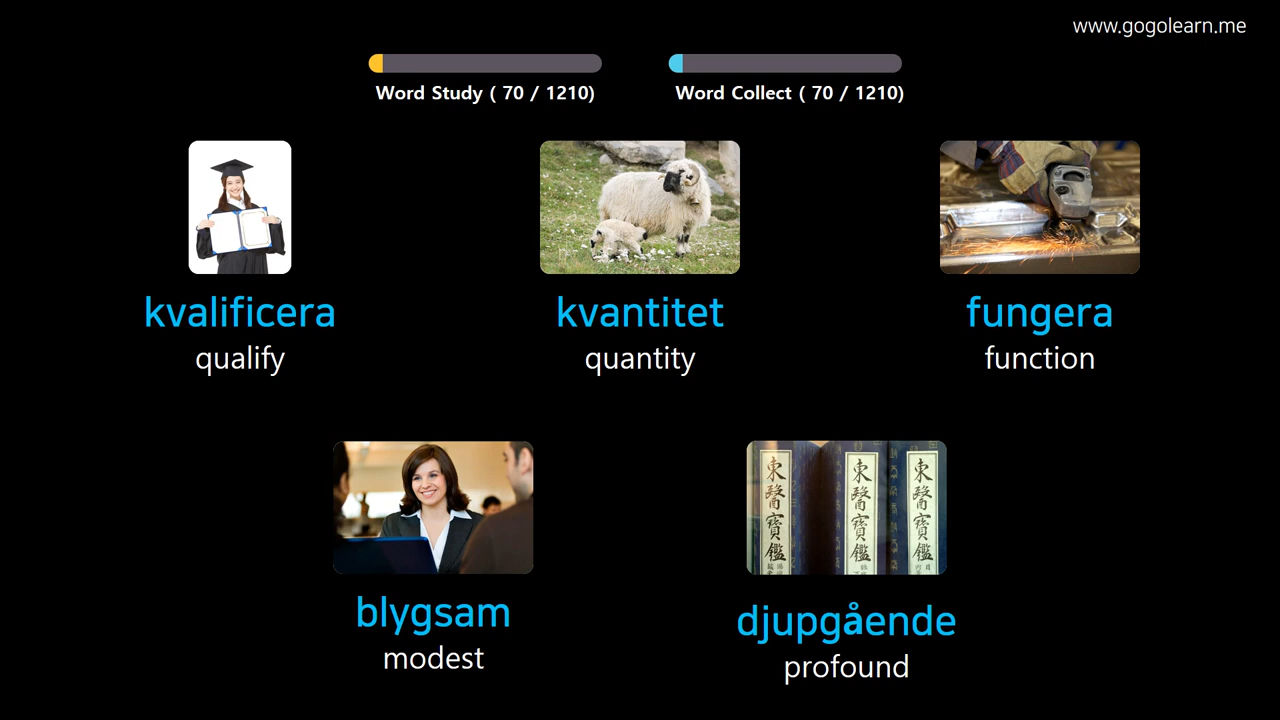 www.gogolearn.me
Word Study ( 70 / 1210)
Word Collect ( 70 / 1210)
kvalificera
qualify
kvantitet
quantity
fungera
function
東醫寶鑑
東醫寶鑑
東醫寶鑑
blygsam
modest
djupgående
profound